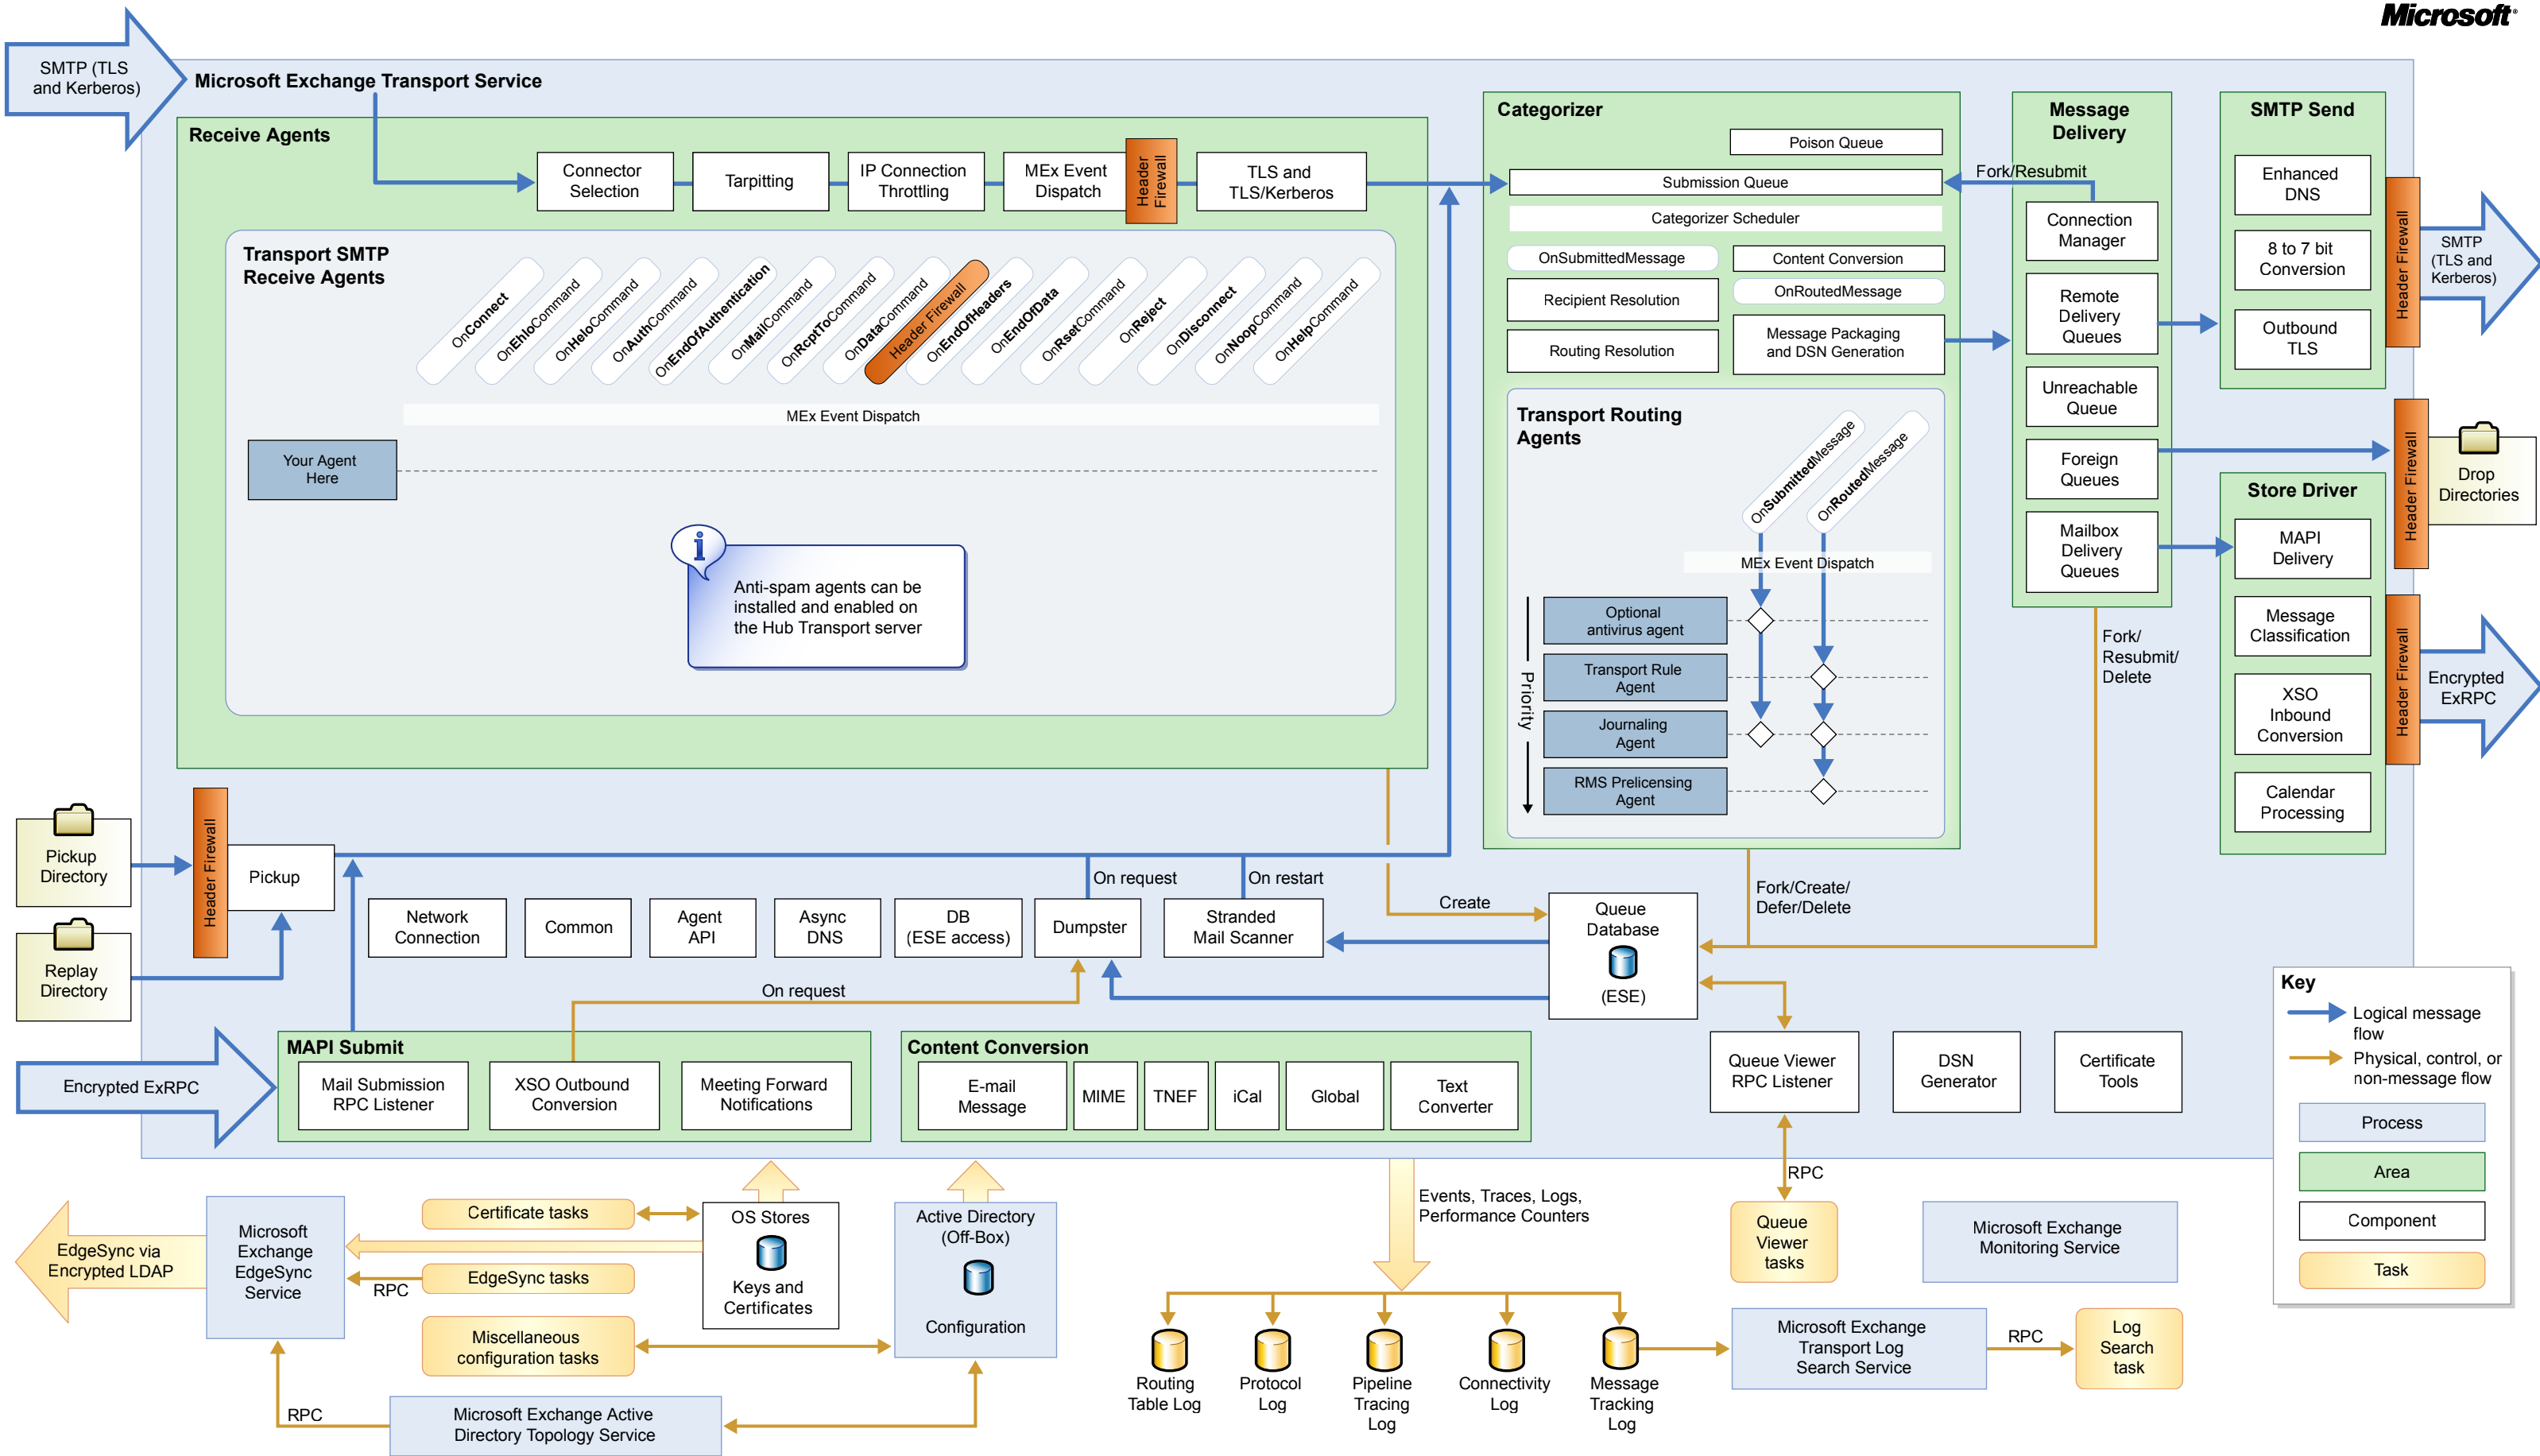 Microsoft
SMTP (TLS
and Kerberos)
Microsoft Exchange Transport Service
Receive Agents
Connector
Selection
Tarpitting
IP Connection
Throttling
MEx Event
Dispatch
Header
Firewall
TLS and
TLS/Kerberos
Transport SMTP
Receive Agents
OnConnect
OnEhloCommand
OnHeloCommand
OnAuthCommand
OnEndOfAuthentication
OnMailCommand
OnRcptToCommand
OnDataCommand
Header Firewall
OnEndOfHeaders
OnEndOfData
OnRsetCommand
OnReject
OnDisconnect
OnNoopCommand
OnHelpCommand
MEx Event Dispatch
Your Agent
Here
i
Anti-spam agents can be
installed and enabled on
the Hub Transport server
Categorizer
Poison Queue
Submission Queue
Categorizer Scheduler
OnSubmittedMessage
Content Conversion
Recipient Resolution
OnRoutedMessage
Routing Resolution
Message Packaging
and DSN Generation
Transport Routing
Agents
OnSubmittedMessage
OnRoutedMessage
MEx Event Dispatch
Priority
Optional
antivirus agent
Transport Rule
Agent
Journaling
Agent
RMS Prelicensing
Agent
Message
Delivery
Fork/Resubmit
Connection
Manager
Remote
Delivery
Queues
Unreachable
Queue
Foreign
Queues
Mailbox
Delivery
Queues
Fork/
Resubmit/
Delete
SMTP Send
Enhanced
DNS
8 to 7 bit
Conversion
Outbound
TLS
Header Firewall
SMTP
(TLS and
Kerberos)
Header Firewall
Drop
Directories
Store Driver
MAPI
Delivery
Message
Classification
XSO
Inbound
Conversion
Calendar
Processing
Header Firewall
Encrypted
ExRPC
Pickup
Directory
Replay
Directory
Header Firewall
Pickup
Network
Connection
Common
Agent
API
Async
DNS
DB
(ESE access)
Dumpster
On request
Stranded
Mail Scanner
On restart
On request
Create
Queue
Database
(ESE)
Fork/Create/
Defer/Delete
Encrypted ExRPC
MAPI Submit
Mail Submission
RPC Listener
XSO Outbound
Conversion
Meeting Forward
Notifications
Content Conversion
E-mail
Message
MIME
TNEF
iCal
Global
Text
Converter
Queue Viewer
RPC Listener
DSN
Generator
Certificate
Tools
Key
Logical message
flow
Physical, control, or
non-message flow
Process
Area
Component
Task
EdgeSync via
Encrypted LDAP
Microsoft
Exchange
EdgeSync
Service
Certificate tasks
EdgeSync tasks
RPC
Miscellaneous
configuration tasks
OS Stores
Keys and
Certificates
Active Directory
(Off-Box)
Configuration
RPC
Microsoft Exchange Active
Directory Topology Service
Events, Traces, Logs,
Performance Counters
Routing
Table Log
Protocol
Log
Pipeline
Tracing
Log
Connectivity
Log
Message
Tracking
Log
RPC
Queue
Viewer
tasks
Microsoft Exchange
Monitoring Service
Microsoft Exchange
Transport Log
Search Service
RPC
Log
Search
task